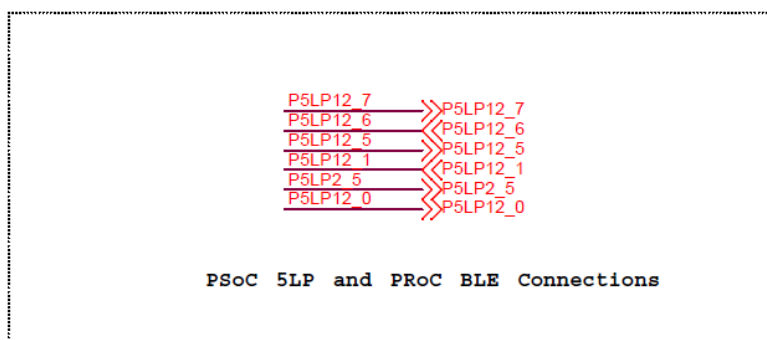 P5LP12_7 P5LP12_7
P5LP12_6 P5LP12_6
P5LP12_5 P5LP12_5
P5LP12_1 P5LP12_1
P5LP2_5 P5LP2_5
P5LP12_0 P5LP12_0
PSoC 5LP and PRoC BLE Connections